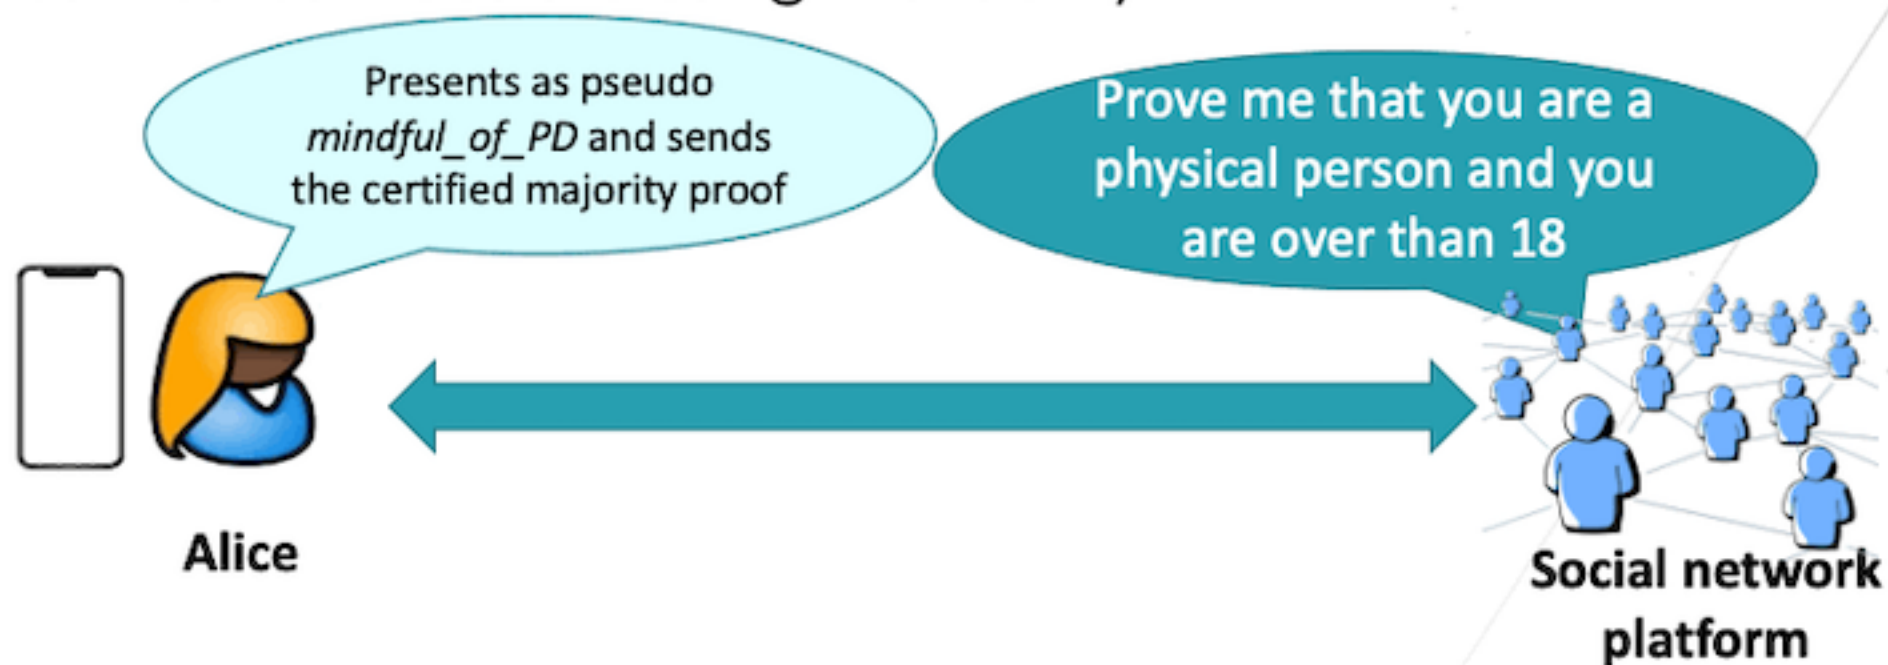 Presents as pseudo
mindful_of_PD and sends
the certified majority proof
Prove me that you are a
physical person and you
are over than 18
Alice
Social network
platform